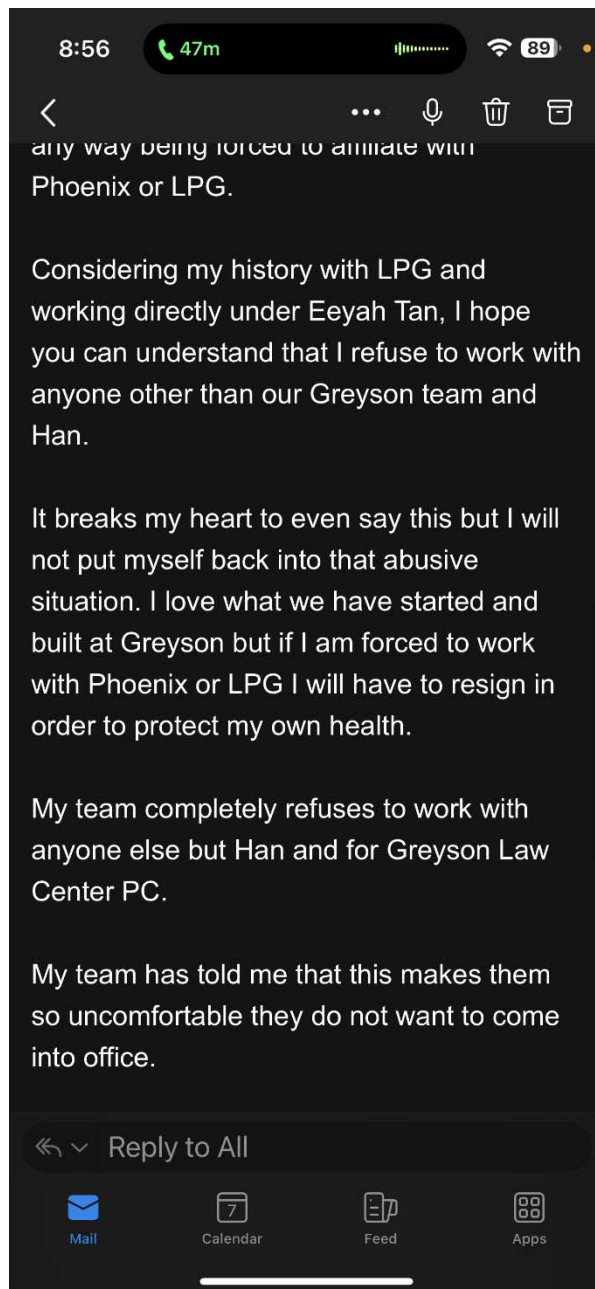 8:56
47m
89
any way being forced to affiliate with
Phoenix or LPG.
Considering my history with LPG and
working directly under Eeyah Tan, I hope
you can understand that I refuse to work with
anyone other than our Greyson team and
Han.
It breaks my heart to even say this but I will
not put myself back into that abusive
situation. I love what we have started and
built at Greyson but if I am forced to work
with Phoenix or LPG I will have to resign in
order to protect my own health.
My team completely refuses to work with
anyone else but Han and for Greyson Law
Center PC.
My team has told me that this makes them
so uncomfortable they do not want to come
into office.
Reply to All
7
Mail
Calendar
Feed
Apps